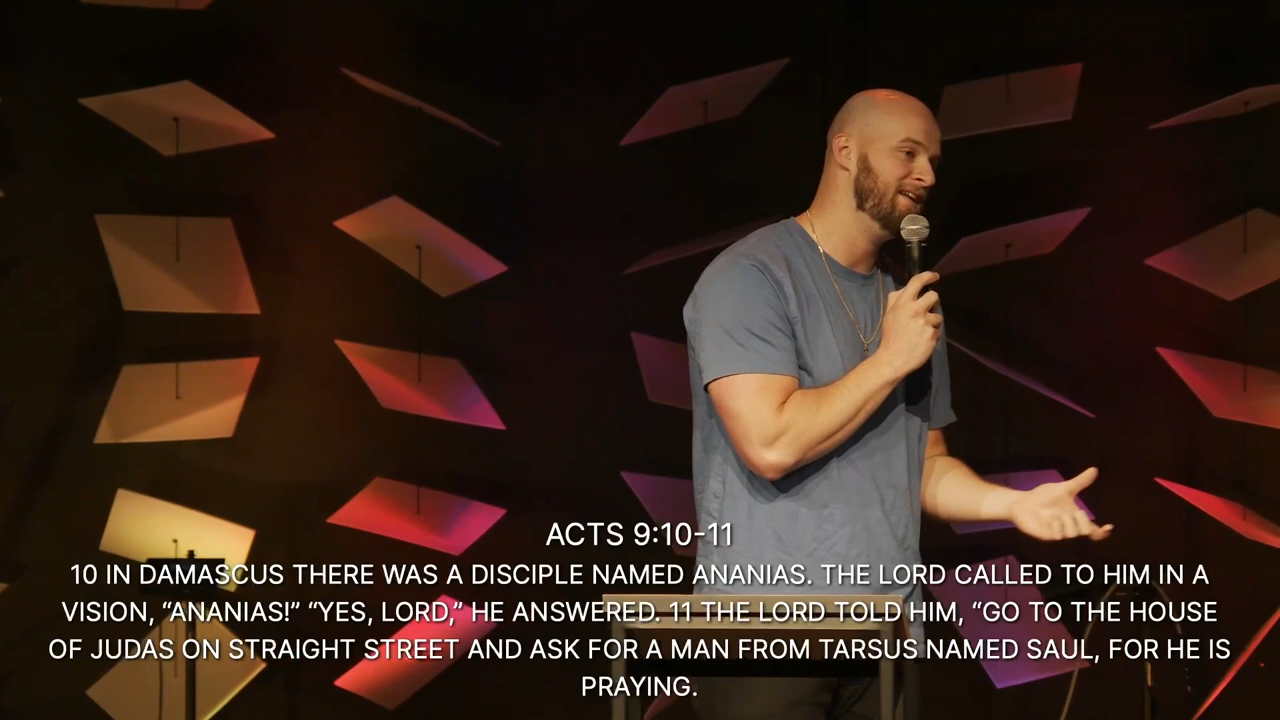 ACTS 9:10-11
10 IN DAMASCUS THERE WAS A DISCIPLE NAMED ANANIAS. THE LORD CALLED TO HIM IN A
VISION, “ANANIAS!” “YES, LORD,” HE ANSWERED. 11 THE LORD TOLD HIM, “GO TO THE HOUSE
OF JUDAS ON STRAIGHT STREET AND ASK FOR A MAN FROM TARSUS NAMED SAUL, FOR HE IS
PRAYING.